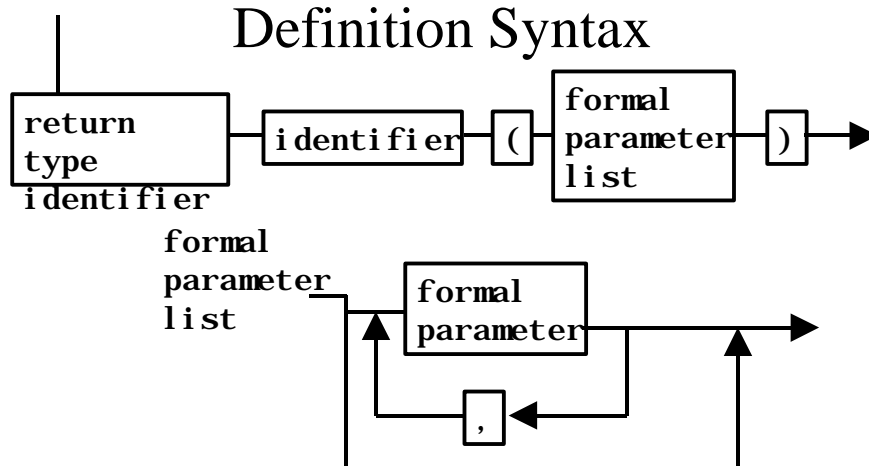 Definition Syntax
return
type
identifier
identifier
(
formal
parameter
list
)
formal
parameter
list
formal
parameter
,